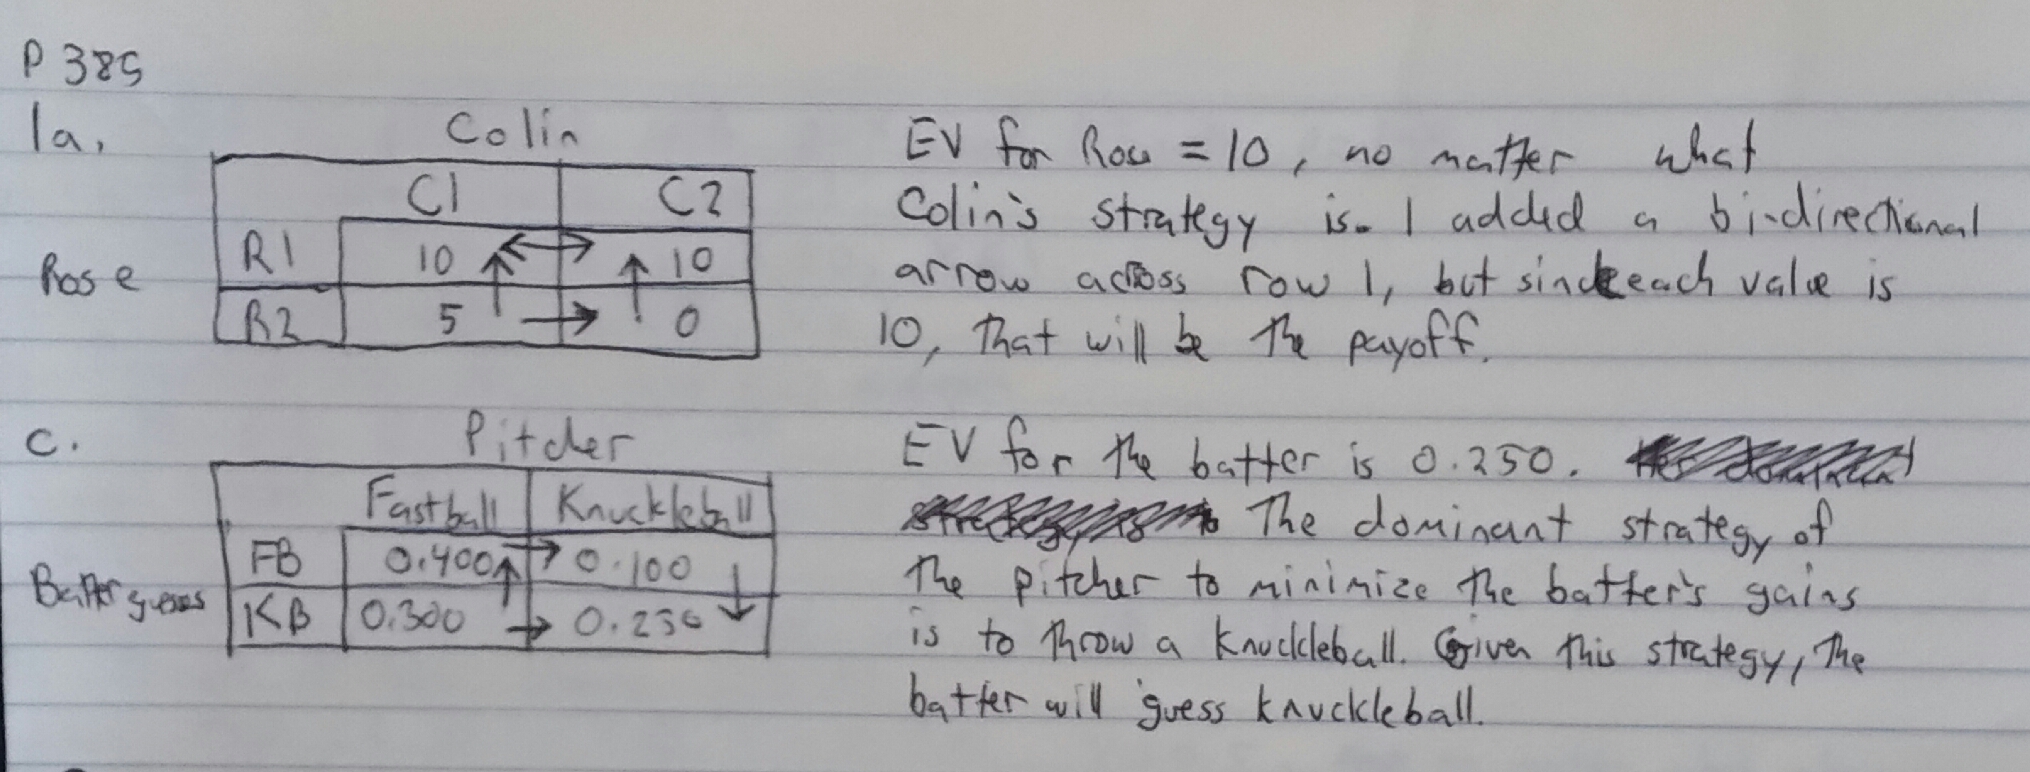 P 385
1a.
Colin
C1 C2
Rose
R1 10 10
R2 5 0
EV for Row = 10, no matter what
Colin's strategy is. I added a bi-directional
arrow across row 1, but since each value is
10, that will be the payoff.
c.
Pitcher
Fastball Knuckleball
Batter guesses
FB 0.400 0.100
KB 0.300 0.250
EV for the batter is 0.250.
The dominant strategy of
the pitcher to minimize the batter's gains
is to throw a knuckleball. Given this strategy, the
batter will guess knuckleball.